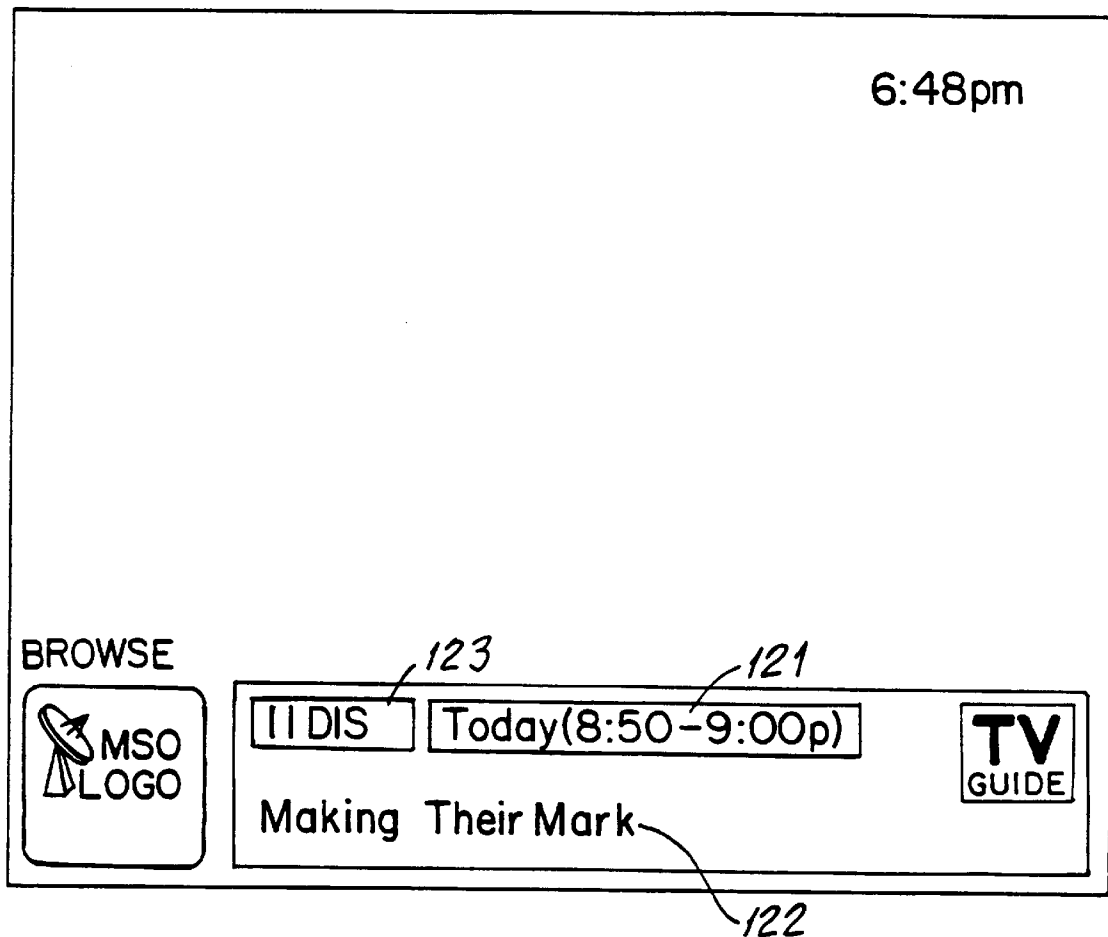 6:48pm
BROWSE
123
121
MSO
LOGO
11 DIS
Today(8:50-9:00p)
TV
GUIDE
Making Their Mark
122